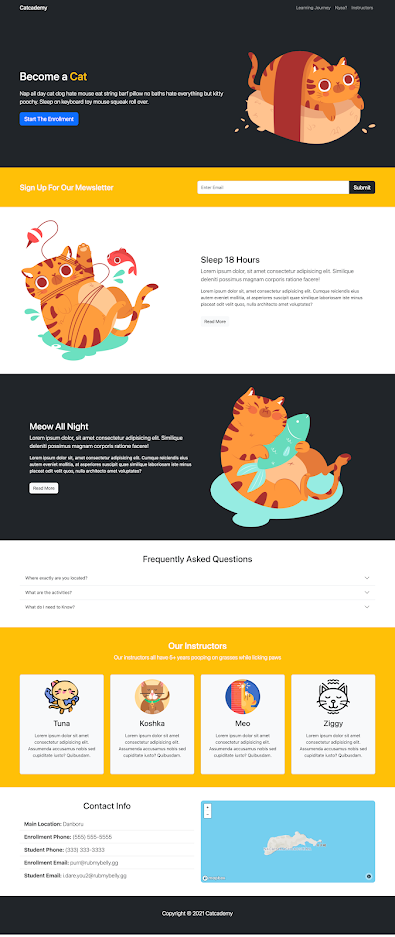 Catcademy
Learning Journey Nyaa? Instructors
Become a Cat
Nap all day cat dog hate mouse eat string barf pillow no baths hate everything but kitty
poochy. Sleep on keyboard toy mouse squeak roll over.
Start The Enrollment
Sign Up For Our Mewsletter
Enter Email
Submit
Sleep 18 Hours
Lorem ipsum dolor, sit amet consectetur adipisicing elit. Similique
deleniti possimus magnam corporis ratione facere!
Lorem ipsum dolor, sit amet consectetur adipisicing elit. Cumque reiciendis eius
autem eveniet mollitia, at asperiores suscipit quae similique laboriosam iste minus
placeat odit velit quos, nulla architecto amet voluptates?
Read More
Meow All Night
Lorem ipsum dolor, sit amet consectetur adipisicing elit. Similique
deleniti possimus magnam corporis ratione facere!
Lorem ipsum dolor, sit amet consectetur adipisicing elit. Cumque reiciendis eius
autem eveniet mollitia, at asperiores suscipit quae similique laboriosam iste minus
placeat odit velit quos, nulla architecto amet voluptates?
Read More
Frequently Asked Questions
Where exactly are you located?
What are the activities?
What do I need to Know?
Our Instructors
Our instructors all have 5+ years pooping on grasses while licking paws
Tuna
Lorem ipsum dolor sit amet
consectetur adipisicing elit.
Assumenda accusamus nobis sed
cupiditate iusto? Quibusdam.
Koshka
Lorem ipsum dolor sit amet
consectetur adipisicing elit.
Assumenda accusamus nobis sed
cupiditate iusto? Quibusdam.
Meo
Lorem ipsum dolor sit amet
consectetur adipisicing elit.
Assumenda accusamus nobis sed
cupiditate iusto? Quibusdam.
Ziggy
Lorem ipsum dolor sit amet
consectetur adipisicing elit.
Assumenda accusamus nobis sed
cupiditate iusto? Quibusdam.
Contact Info
Main Location: Danboru
Enrollment Phone: (555) 555-5555
Student Phone: (333) 333-3333
Enrollment Email: purr@rubmybelly.gg
Student Email: i.dare.you2@rubmybelly.gg
Copyright © 2021 Catcademy